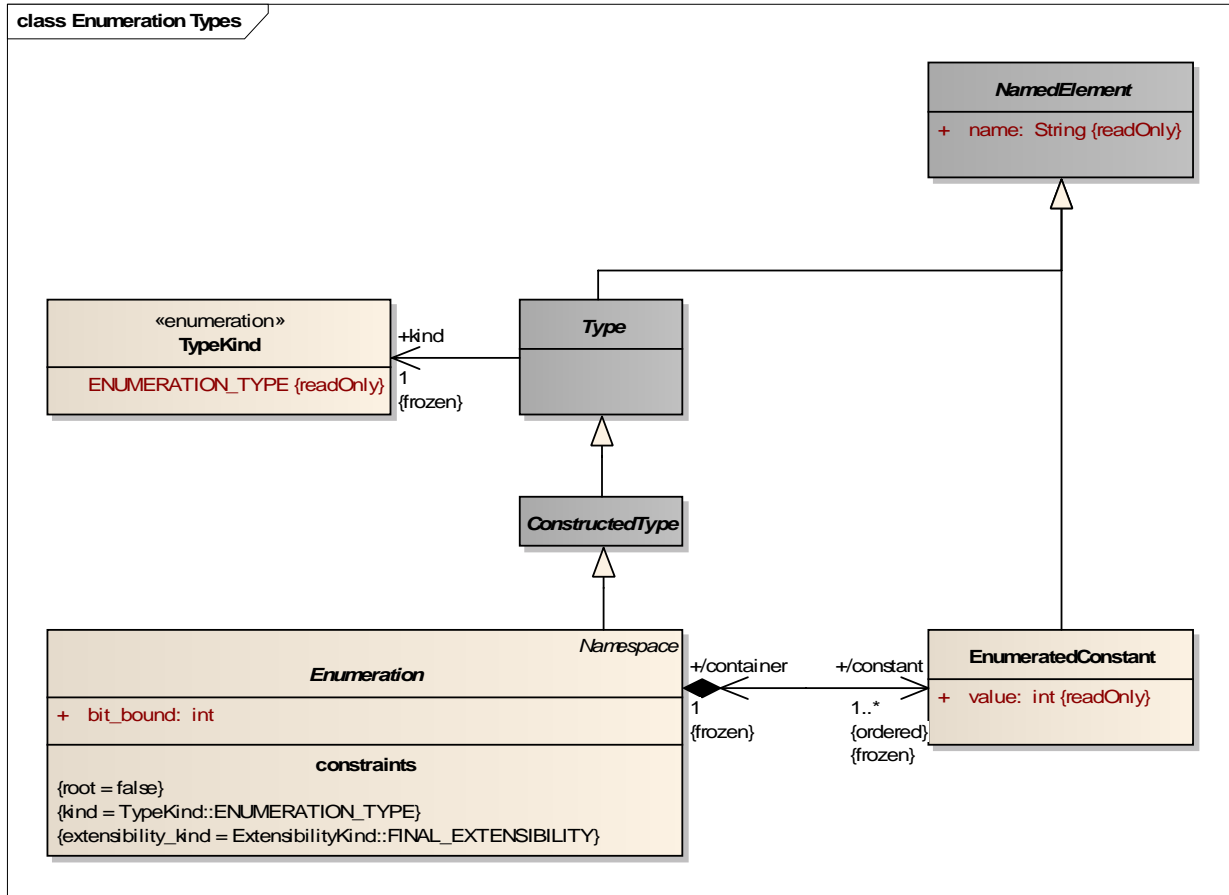 class Enumeration Types
NamedElement
+ name: String {readOnly}
«enumeration»
TypeKind
ENUMERATION_TYPE {readOnly}
+kind
1
{frozen}
Type
ConstructedType
Namespace
Enumeration
+ bit_bound: int
constraints
{root = false}
{kind = TypeKind::ENUMERATION_TYPE}
{extensibility_kind = ExtensibilityKind::FINAL_EXTENSIBILITY}
+/container
1
{frozen}
+/constant
1..*
{ordered}
{frozen}
EnumeratedConstant
+ value: int {readOnly}